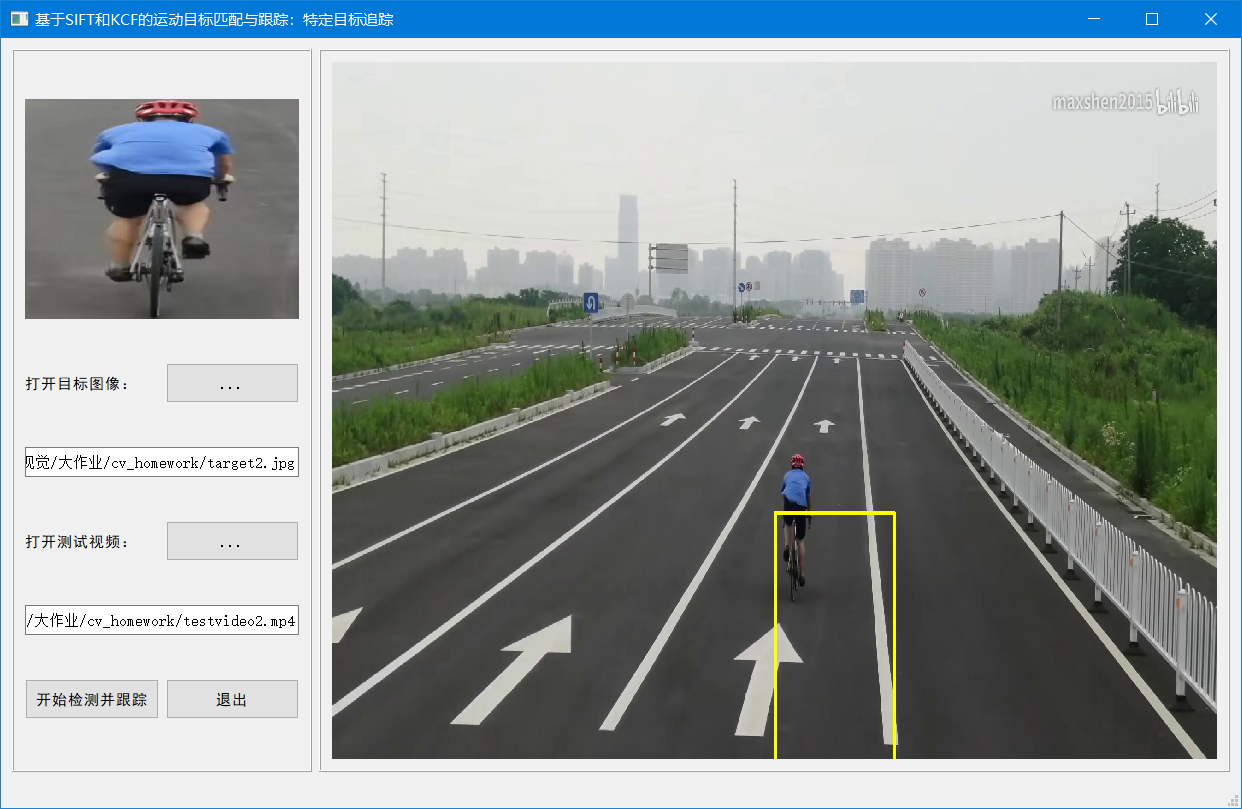 基于SIFT和KCF的运动目标匹配与跟踪：特定目标追踪
maxshen2015 bilibili
打开目标图像：
...
视觉/大作业/cv_homework/target2.jpg
打开测试视频：
...
/大作业/cv_homework/testvideo2.mp4
开始检测并跟踪
退出